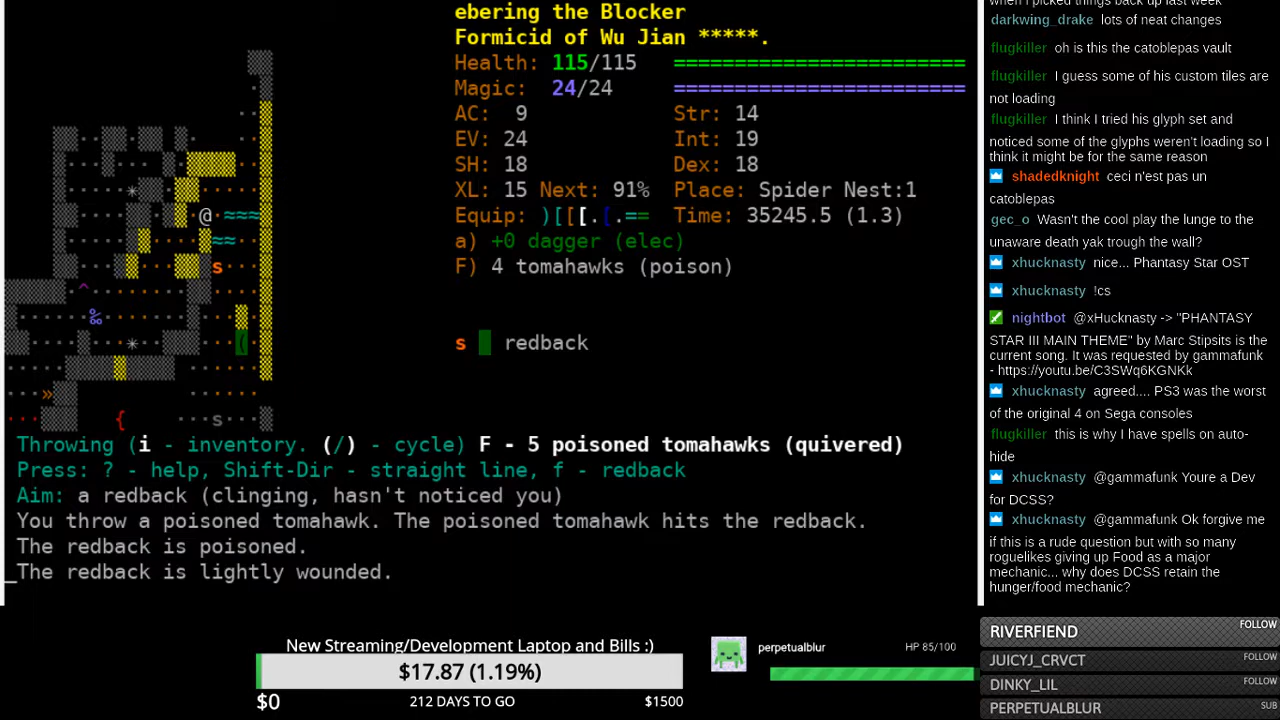 ebering the Blocker
Formicid of Wu Jian *****.
Health: 115/115 ========================
Magic: 24/24 ========================
AC: 9 Str: 14
EV: 24 Int: 19
SH: 18 Dex: 18
XL: 15 Next: 91% Place: Spider Nest:1
Equip: )[[[.[.== Time: 35245.5 (1.3)
a) +0 dagger (elec)
F) 4 tomahawks (poison)
s redback
Throwing (i - inventory. (/) - cycle) F - 5 poisoned tomahawks (quivered)
Press: ? - help, Shift-Dir - straight line, f - redback
Aim: a redback (clinging, hasn't noticed you)
You throw a poisoned tomahawk. The poisoned tomahawk hits the redback.
The redback is poisoned.
_The redback is lightly wounded.
when I picked things back up last week
darkwing_drake lots of neat changes
flugkiller oh is this the catoblepas vault
flugkiller I guess some of his custom tiles are
not loading
flugkiller I think I tried his glyph set and
noticed some of the glyphs weren't loading so I
think it might be for the same reason
shadedknight ceci n'est pas un
catoblepas
gec_o Wasn't the cool play the lunge to the
unaware death yak trough the wall?
xhucknasty nice... Phantasy Star OST
xhucknasty !cs
nightbot @xHucknasty -> "PHANTASY
STAR III MAIN THEME" by Marc Stipsits is the
current song. It was requested by gammafunk
- https://youtu.be/C3SWq6KGNKk
xhucknasty agreed.... PS3 was the worst
of the original 4 on Sega consoles
flugkiller this is why I have spells on auto-
hide
xhucknasty @gammafunk Youre a Dev
for DCSS?
xhucknasty @gammafunk Ok forgive me
if this is a rude question but with so many
roguelikes giving up Food as a major
mechanic... why does DCSS retain the
hunger/food mechanic?
New Streaming/Development Laptop and Bills :)
$17.87 (1.19%)
$0 212 DAYS TO GO $1500
perpetualblur HP 85/100
RIVERFIEND FOLLOW
JUICYJ_CRVCT FOLLOW
DINKY_LIL FOLLOW
PERPETUALBLUR SUB